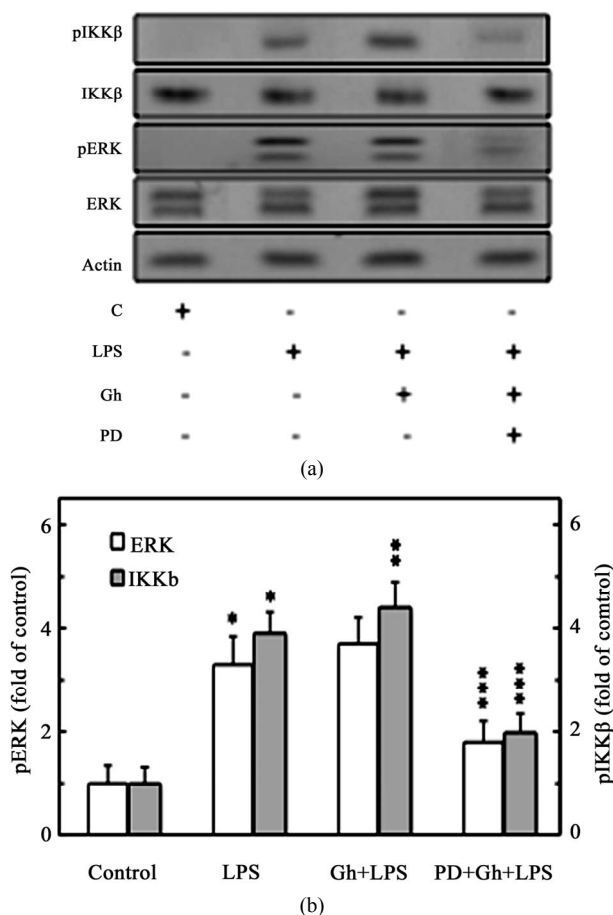 pIKKβ
IKKβ
pERK
ERK
Actin
C + - - -
LPS - + + +
Gh - - + +
PD - - - +
(a)
6 6
ERK
IKKb
** 
* *
4 4
*** ***
2 2
0 0
pERK (fold of contirol)
pIKKβ (fold of comtrol)
Control LPS Gh+LPS PD+Gh+LPS
(b)